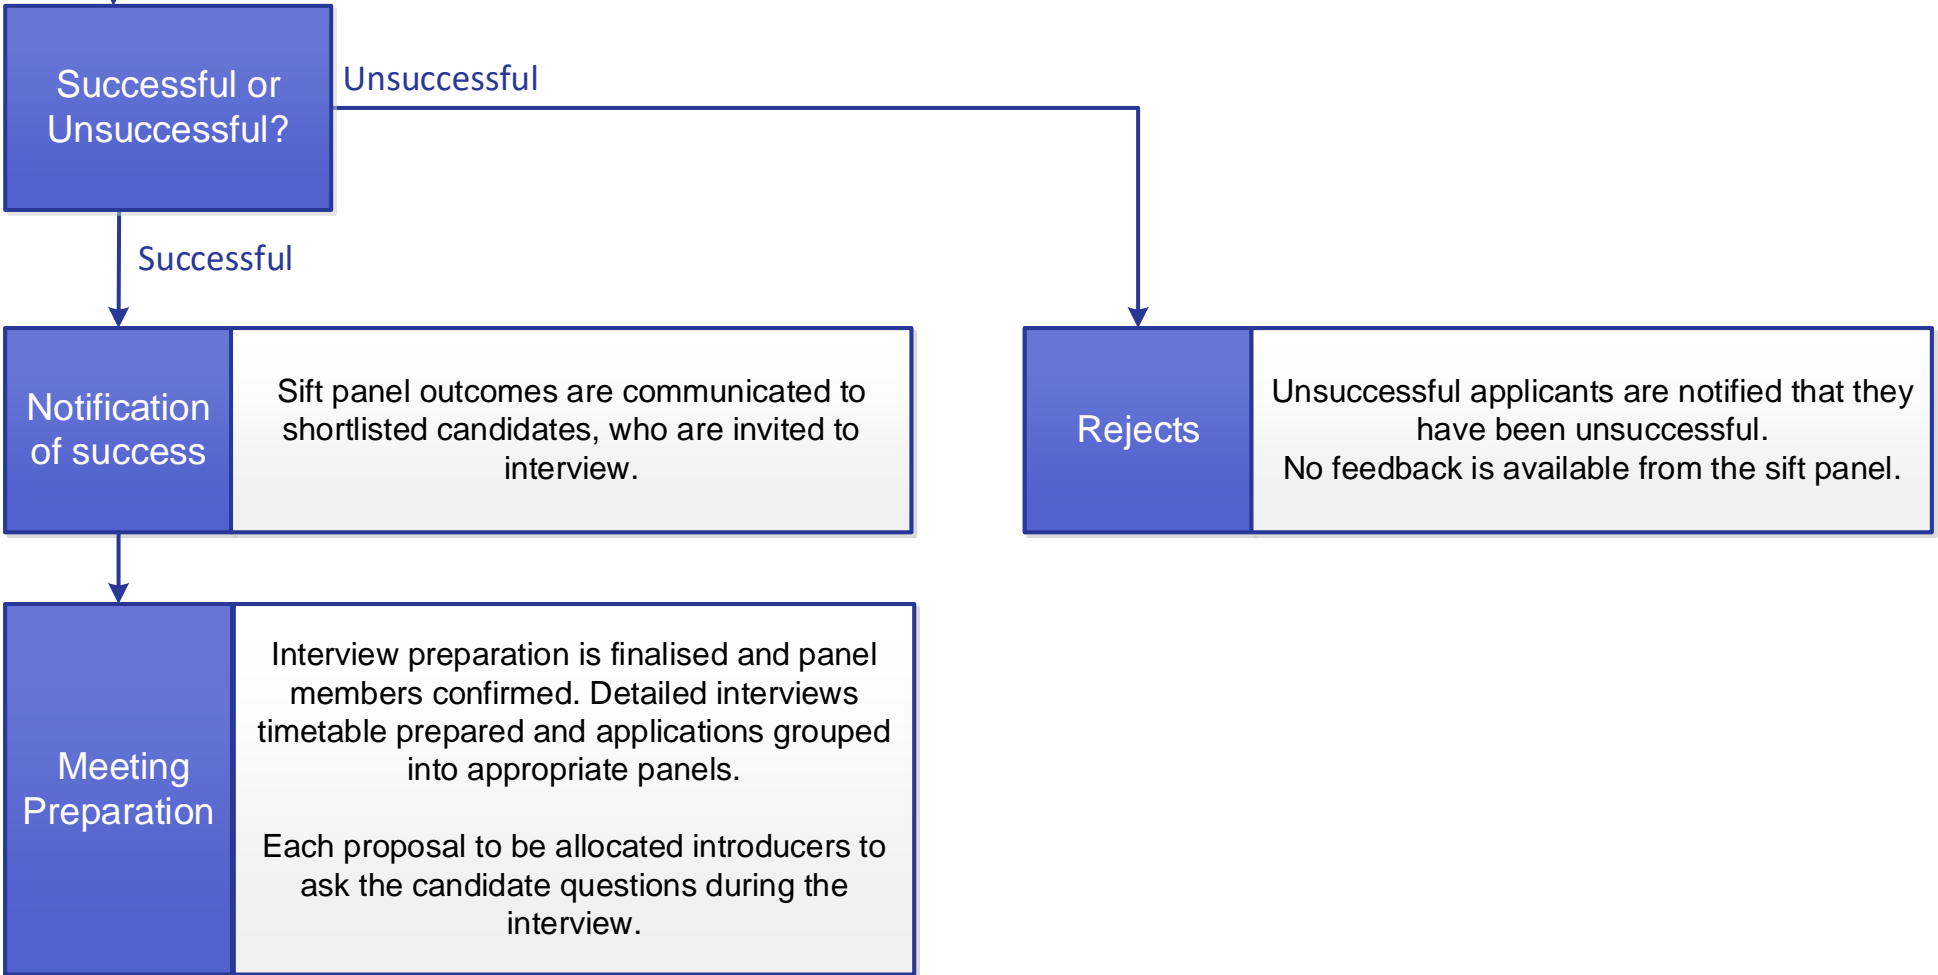 Successful or
Unsuccessful?
Unsuccessful
Successful
Notification
of success
Sift panel outcomes are communicated to
shortlisted candidates, who are invited to
interview.
Rejects
Unsuccessful applicants are notified that they
have been unsuccessful.
No feedback is available from the sift panel.
Meeting
Preparation
Interview preparation is finalised and panel
members confirmed. Detailed interviews
timetable prepared and applications grouped
into appropriate panels.
Each proposal to be allocated introducers to
ask the candidate questions during the
interview.